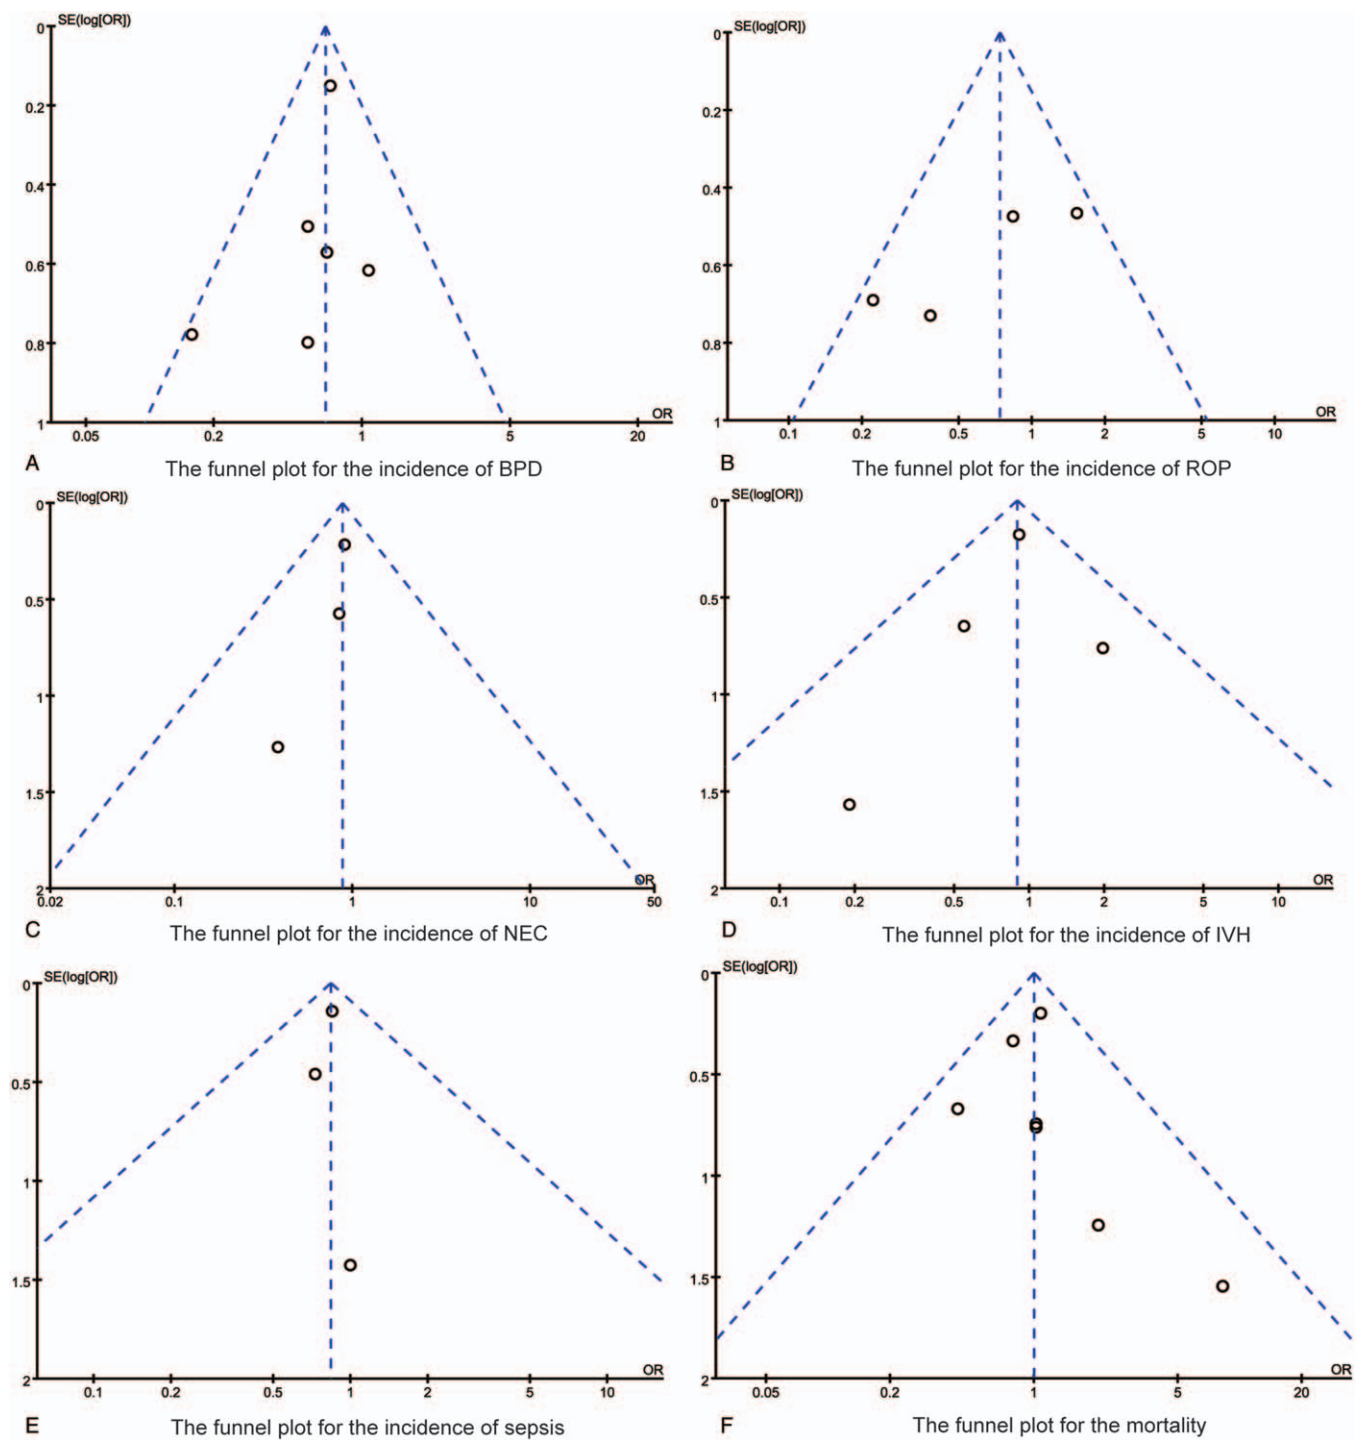 SE(log[OR])
0
0.2
0.4
0.6
0.8
1
OR
0.05 0.2 1 5 20
A The funnel plot for the incidence of BPD
SE(log[OR])
0
0.2
0.4
0.6
0.8
1
OR
0.1 0.2 0.5 1 2 5 10
B The funnel plot for the incidence of ROP
SE(log[OR])
0
0.5
1
1.5
2
OR
0.02 0.1 1 10 50
C The funnel plot for the incidence of NEC
SE(log[OR])
0
0.5
1
1.5
2
OR
0.1 0.2 0.5 1 2 5 10
D The funnel plot for the incidence of IVH
SE(log[OR])
0
0.5
1
1.5
2
OR
0.1 0.2 0.5 1 2 5 10
E The funnel plot for the incidence of sepsis
SE(log[OR])
0
0.5
1
1.5
2
OR
0.05 0.2 1 5 20
F The funnel plot for the mortality